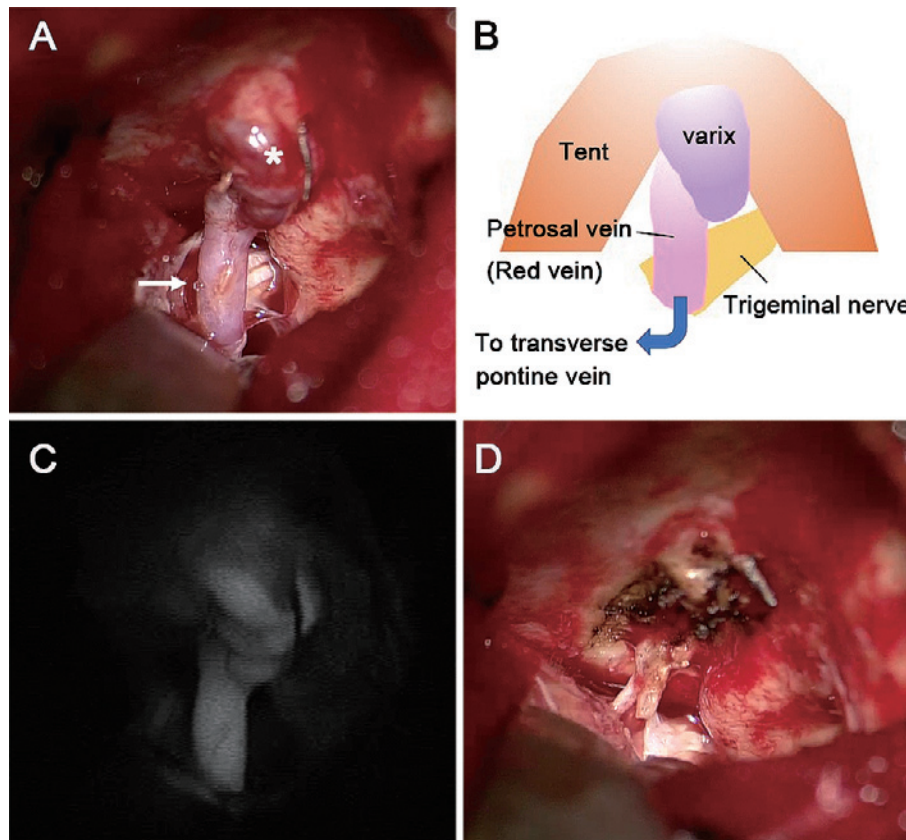 A
*
B
Tent
varix
Petrosal vein
(Red vein)
Trigeminal nerve
To transverse
pontine vein
C
D